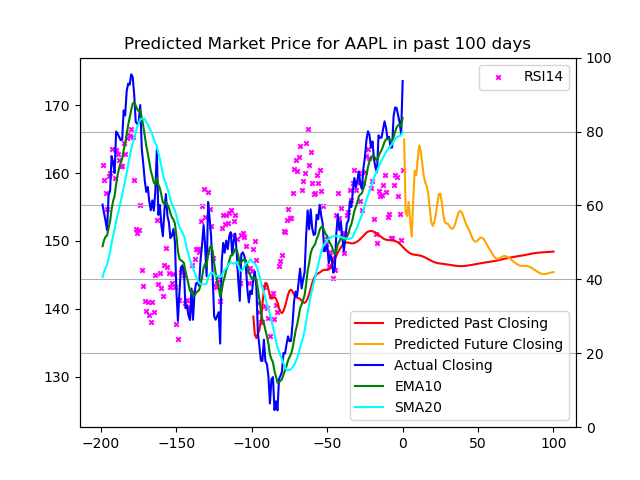 Predicted Market Price for AAPL in past 100 days
RSI14
170
160
150
140
130
100
80
60
40
20
0
−200
−150
−100
−50
0
50
100
Predicted Past Closing
Predicted Future Closing
Actual Closing
EMA10
SMA20